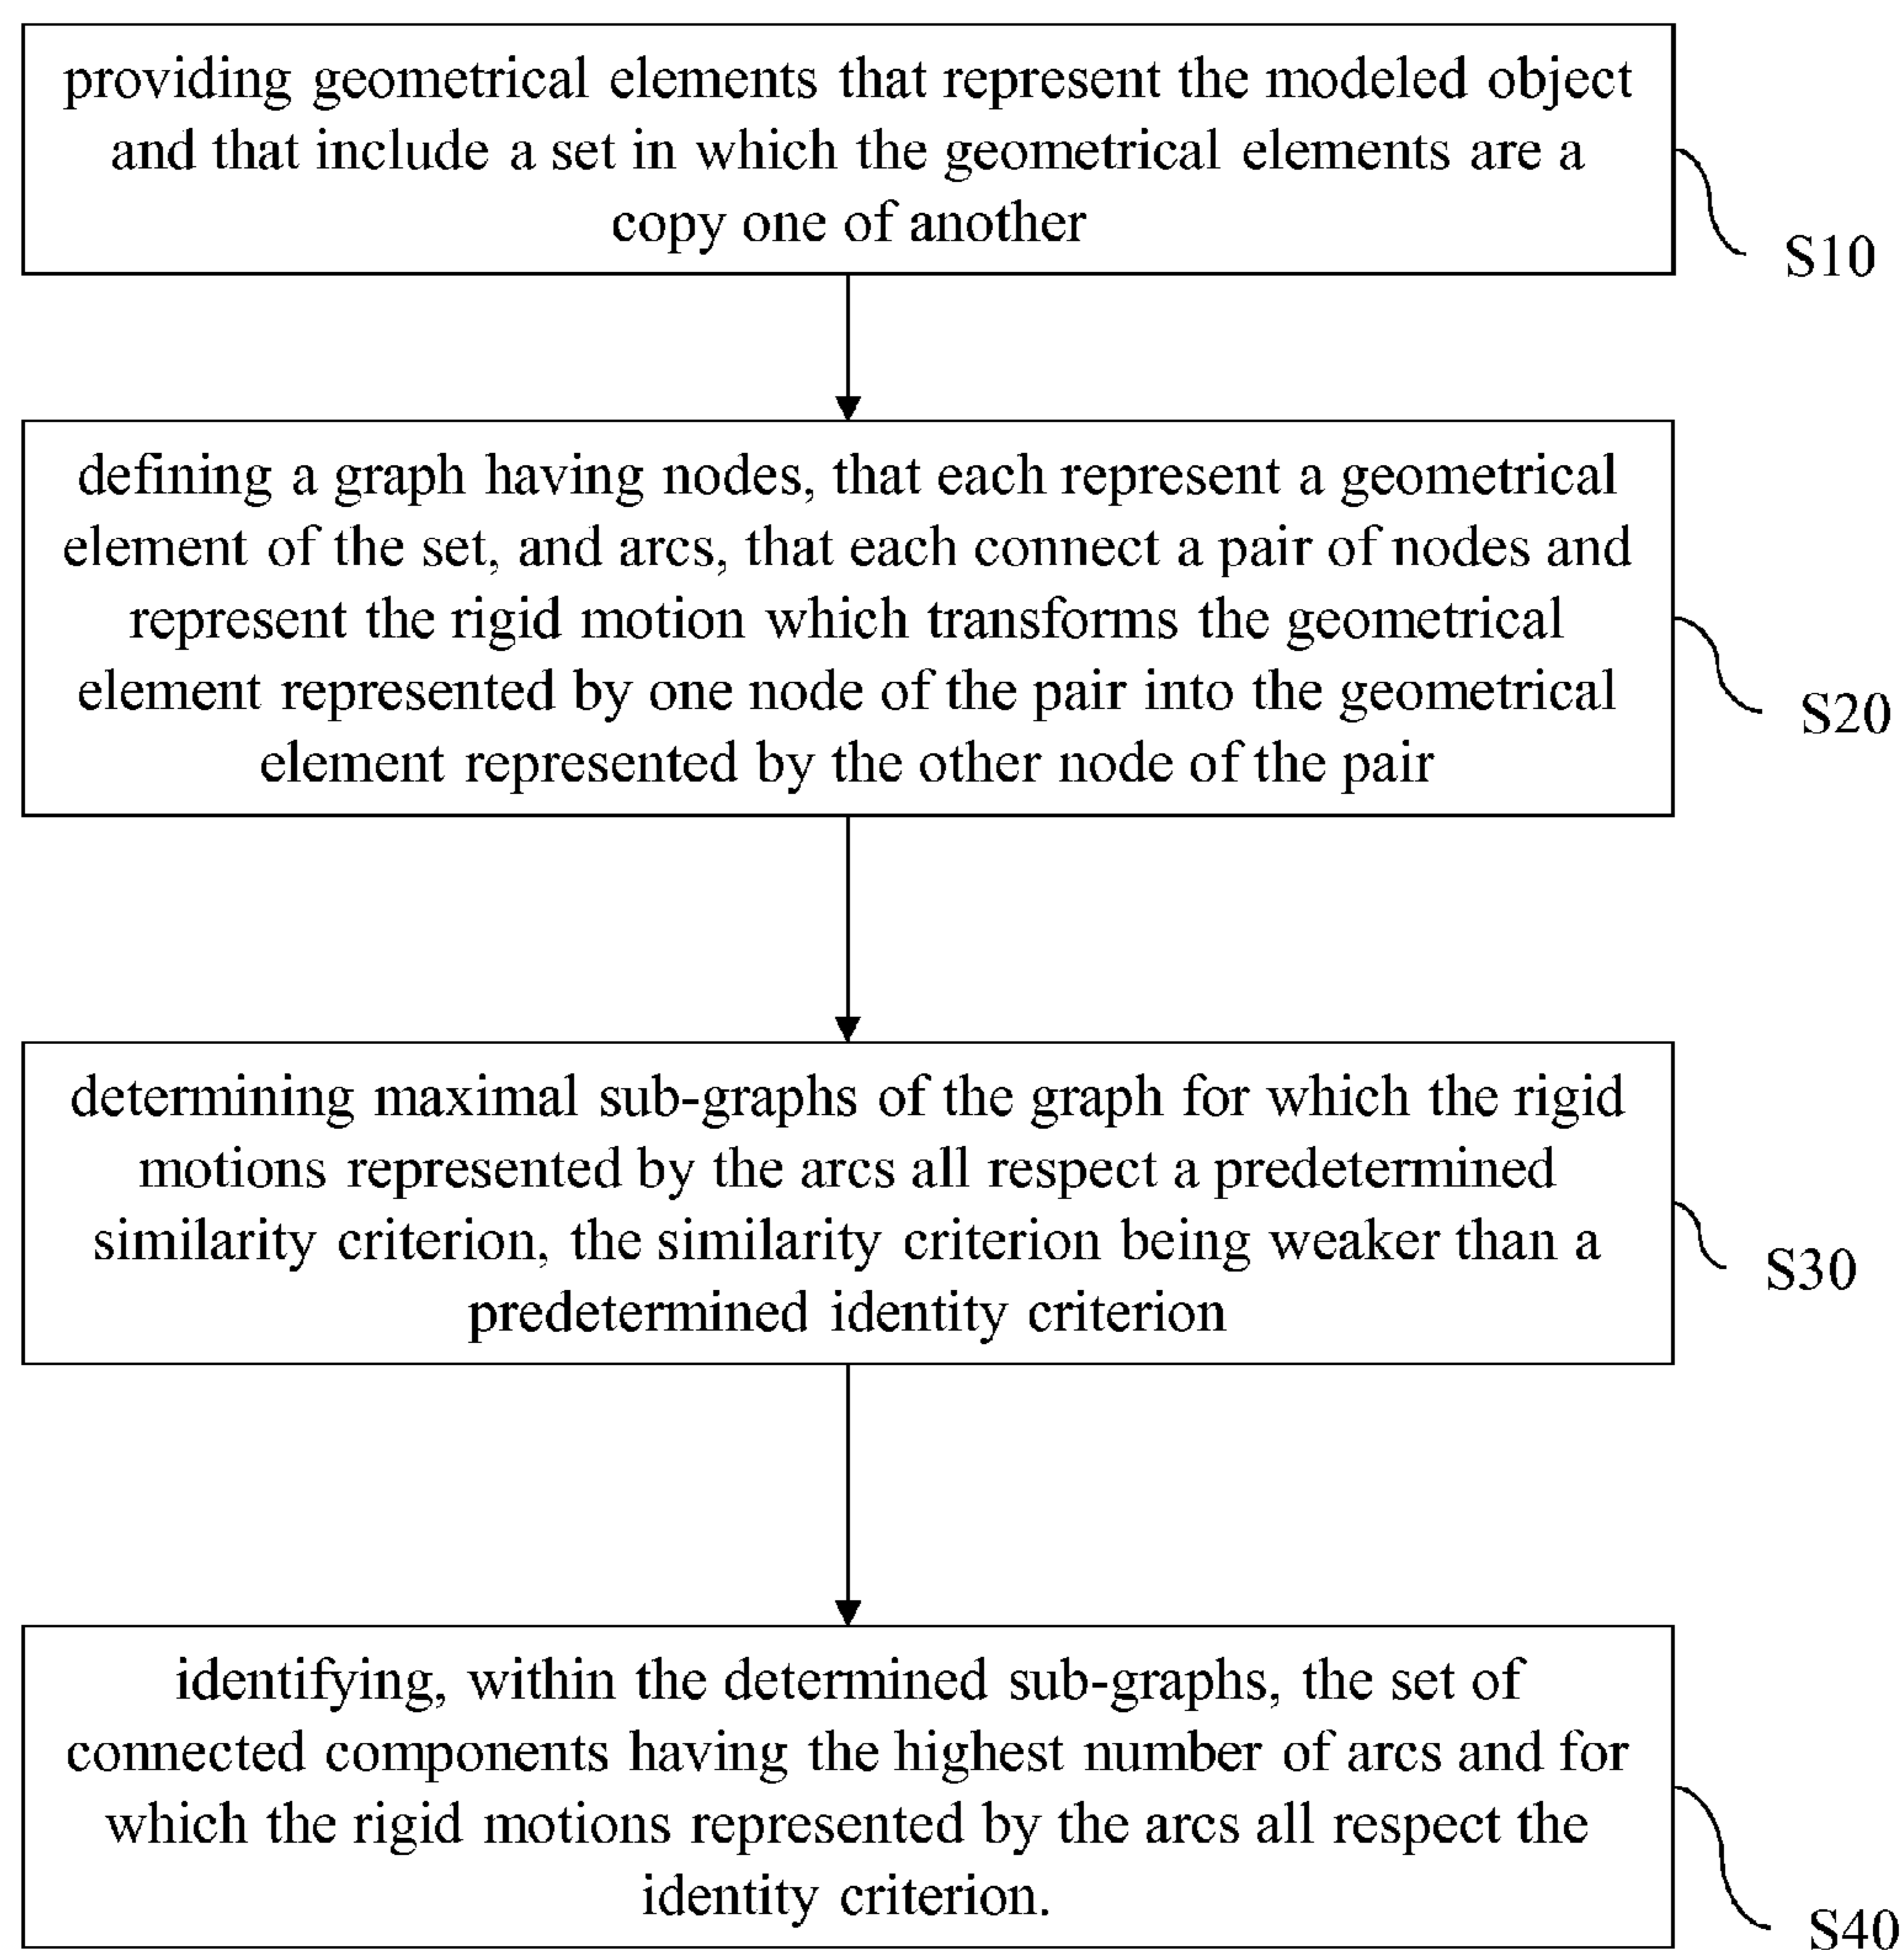 providing geometrical elements that represent the modeled object
and that include a set in which the geometrical elements are a
copy one of another
S10
defining a graph having nodes, that each represent a geometrical
element of the set, and arcs, that each connect a pair of nodes and
represent the rigid motion which transforms the geometrical
element represented by one node of the pair into the geometrical
element represented by the other node of the pair
S20
determining maximal sub-graphs of the graph for which the rigid
motions represented by the arcs all respect a predetermined
similarity criterion, the similarity criterion being weaker than a
predetermined identity criterion
S30
identifying, within the determined sub-graphs, the set of
connected components having the highest number of arcs and for
which the rigid motions represented by the arcs all respect the
identity criterion.
S40